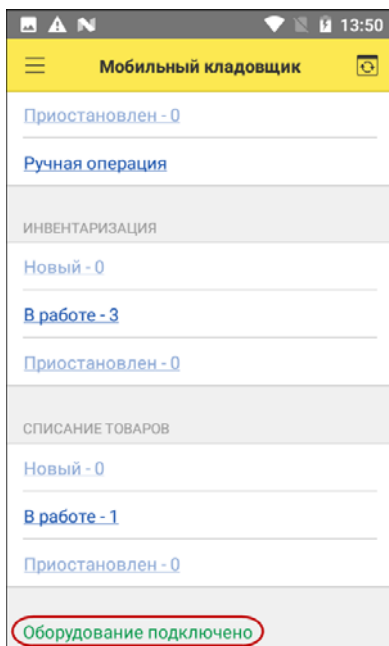 13:50
Мобильный кладовщик
Приостановлен - 0
Ручная операция
ИНВЕНТАРИЗАЦИЯ
Новый - 0
В работе - 3
Приостановлен - 0
СПИСАНИЕ ТОВАРОВ
Новый - 0
В работе - 1
Приостановлен - 0
Оборудование подключено